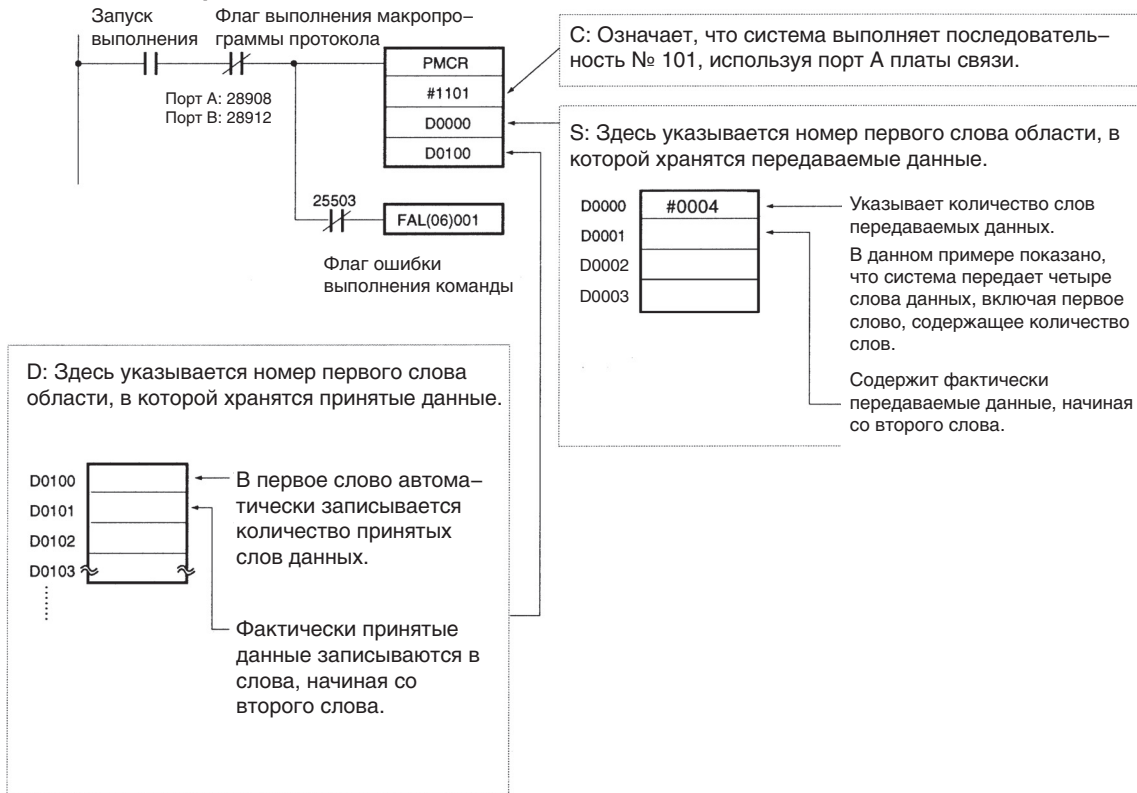 Запуск
выполнения
Флаг выполнения макропро–
граммы протокола
Порт A: 28908
Порт B: 28912
PMCR
#1101
D0000
D0100
25503
FAL(06)001
Флаг ошибки
выполнения команды
C: Означает, что система выполняет последователь–
ность № 101, используя порт A платы связи.
S: Здесь указывается номер первого слова области, в
которой хранятся передаваемые данные.
D0000
#0004
D0001
D0002
D0003
Указывает количество слов
передаваемых данных.
В данном примере показано,
что система передает четыре
слова данных, включая первое
слово, содержащее количество
слов.
Содержит фактически
передаваемые данные, начиная
со второго слова.
D: Здесь указывается номер первого слова
области, в которой хранятся принятые данные.
D0100
D0101
D0102
D0103
В первое слово автома–
тически записывается
количество принятых
слов данных.
Фактически принятые
данные записываются в
слова, начиная со
второго слова.